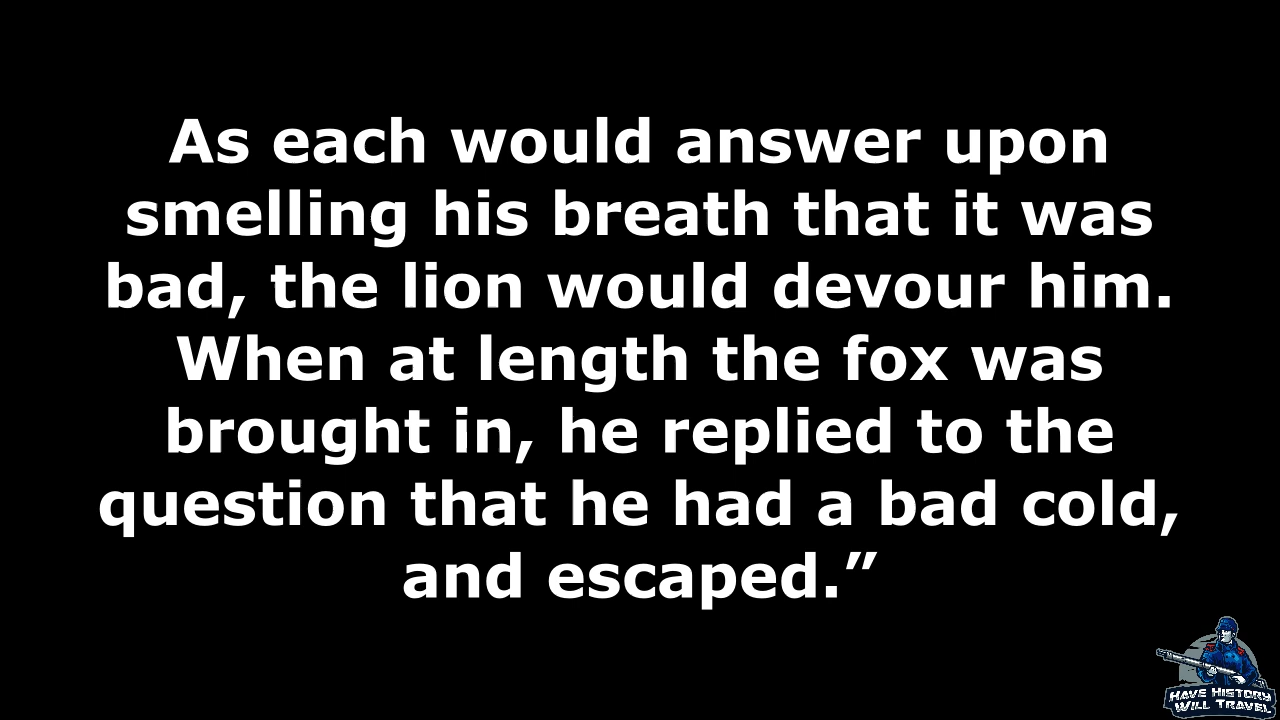 As each would answer upon
smelling his breath that it was
bad, the lion would devour him.
When at length the fox was
brought in, he replied to the
question that he had a bad cold,
and escaped.”
HAVE HISTORY
WILL TRAVEL